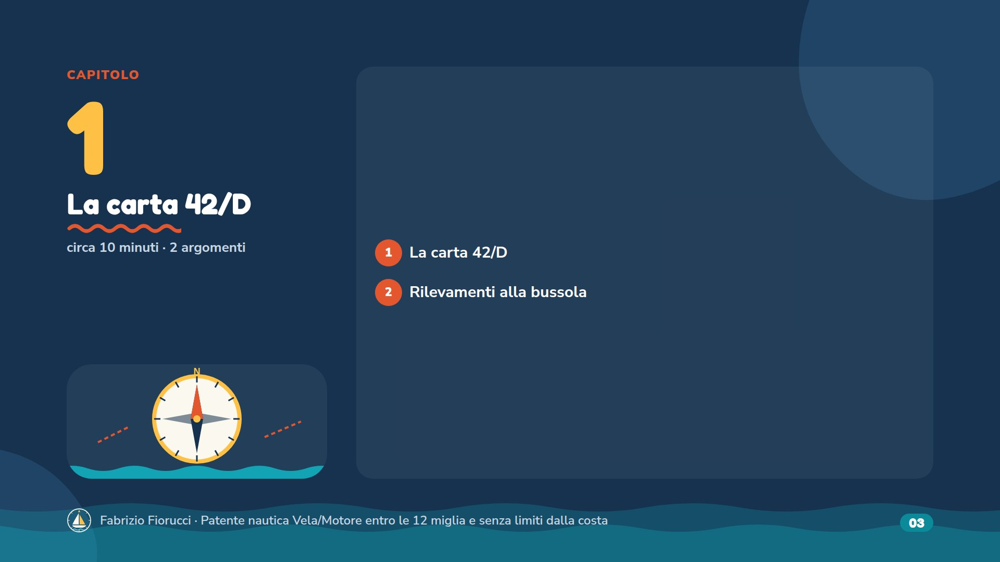 CAPITOLO
1
La carta 42/D
circa 10 minuti · 2 argomenti
1 La carta 42/D
2 Rilevamenti alla bussola
N
Fabrizio Fiorucci · Patente nautica Vela/Motore entro le 12 miglia e senza limiti dalla costa
03